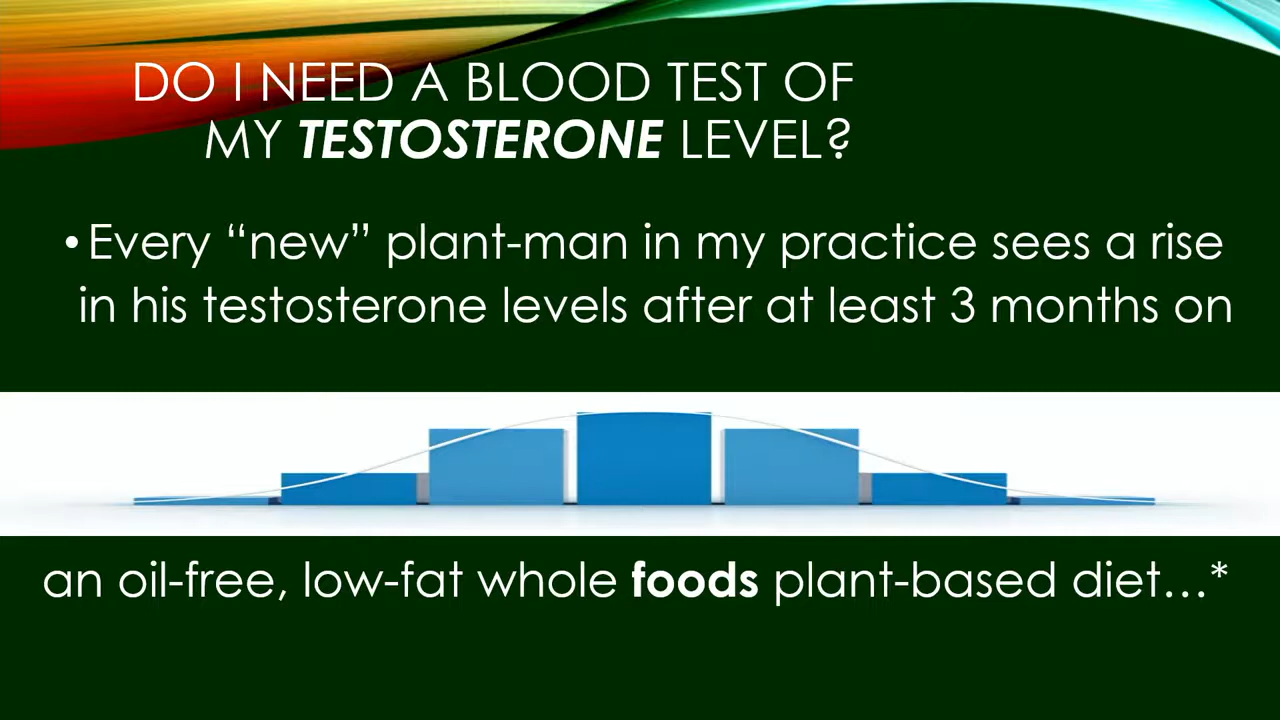 DO I NEED A BLOOD TEST OF
MY TESTOSTERONE LEVEL?
•Every “new” plant-man in my practice sees a rise
in his testosterone levels after at least 3 months on
an oil-free, low-fat whole foods plant-based diet…*